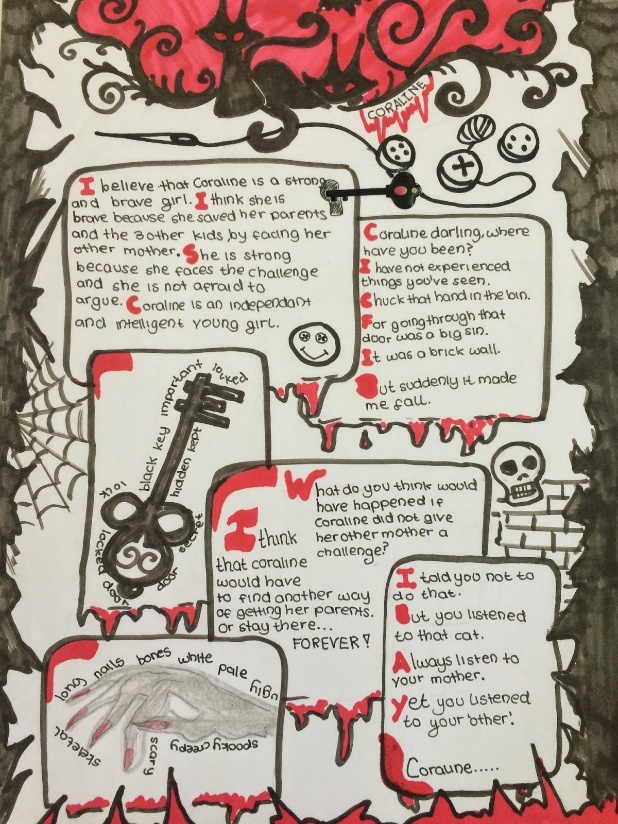 CORALINE
I believe that Coraline is a strong
and brave girl. I think she is
brave because she saved her parents
and the 3 other kids, by facing her
other mother. She is strong
because she faces the challenge
and she is not afraid to
argue. Coraline is an independant
and intelligent young girl.
Coraline darling, where
have you been?
I have not experienced
things you've seen.
Chuck that hand in the bin.
For going through that
door was a big sin.
It was a brick wall.
But suddenly it made
me fall.
black key important locked
hidden kept
lock
locked door
door secret
What do you think would
have happened if
Coraline did not give
her other mother a
challenge?
I think
that coraline
would have
to find another way
of getting her parents.
or stay there...
FOREVER!
I told you not to
do that.
But you listened
to that cat.
Always listen to
your mother.
Yet you listened
to your 'other'.
Coraline.....
long nails bones white pale ugly
skeletal
scary
spooky creepy